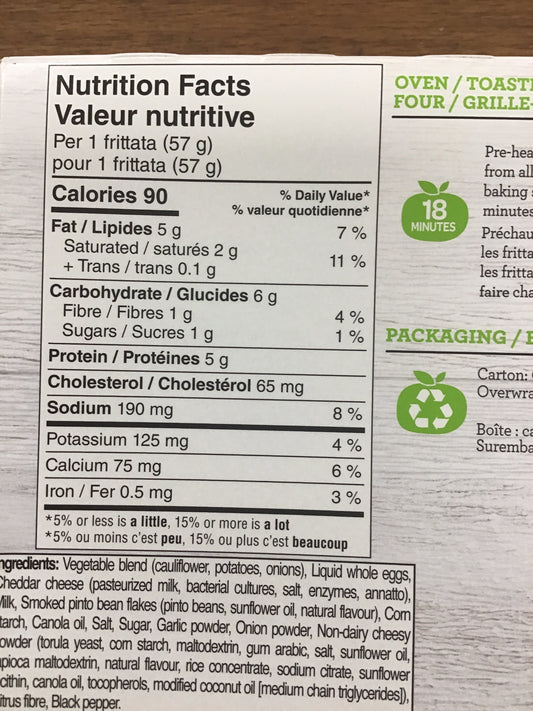 Nutrition Facts
Valeur nutritive
Per 1 frittata (57 g)
pour 1 frittata (57 g)
Calories 90
% Daily Value*
% valeur quotidienne*
Fat / Lipides 5 g 7 %
Saturated / saturés 2 g
+ Trans / trans 0.1 g
11 %
Carbohydrate / Glucides 6 g
Fibre / Fibres 1 g 4 %
Sugars / Sucres 1 g 1 %
Protein / Protéines 5 g
Cholesterol / Cholestérol 65 mg
Sodium 190 mg 8 %
Potassium 125 mg 4 %
Calcium 75 mg 6 %
Iron / Fer 0.5 mg 3 %
*5% or less is a little, 15% or more is a lot
*5% ou moins c'est peu, 15% ou plus c'est beaucoup
ngredients: Vegetable blend (cauliflower, potatoes, onions), Liquid whole eggs,
Cheddar cheese (pasteurized milk, bacterial cultures, salt, enzymes, annatto),
Milk, Smoked pinto bean flakes (pinto beans, sunflower oil, natural flavour), Corn
tarch, Canola oil, Salt, Sugar, Garlic powder, Onion powder, Non-dairy cheesy
owder (torula yeast, corn starch, maltodextrin, gum arabic, salt, sunflower oil,
apioca maltodextrin, natural flavour, rice concentrate, sodium citrate, sunflower
cithin, canola oil, tocopherols, modified coconut oil [medium chain triglycerides]),
itrus fibre, Black pepper.
OVEN / TOAST
FOUR / GRILLE-
18
MINUTES
Pre-hea
from all
baking
minutes
Préchau
les fritta
les fritta
faire cha
PACKAGING /
Carton:
Overwra
Boîte : ca
Suremba